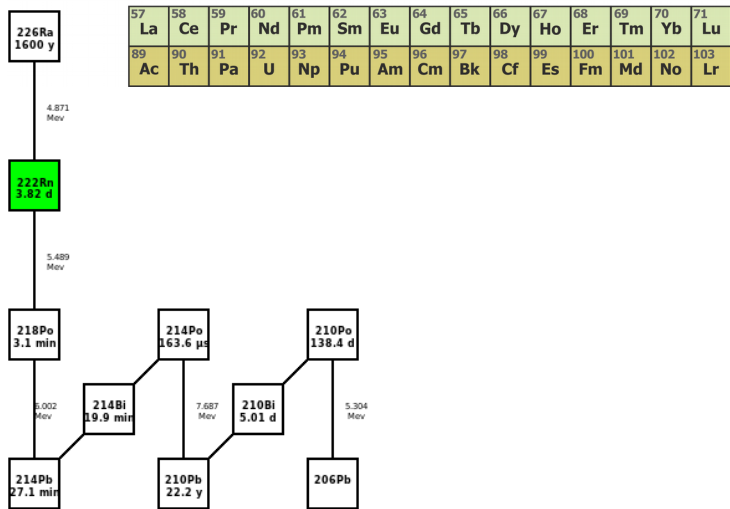 226Ra
1600 y
57 58 59 60 61 62 63 64 65 66 67 68 69 70 71
La Ce Pr Nd Pm Sm Eu Gd Tb Dy Ho Er Tm Yb Lu
89 90 91 92 93 94 95 96 97 98 99 100 101 102 103
Ac Th Pa U Np Pu Am Cm Bk Cf Es Fm Md No Lr
4.871
Mev
222Rn
3.82 d
5.489
Mev
218Po
3.1 min
214Po
163.6 µs
210Po
138.4 d
6.002
Mev
214Bi
19.9 min
7.687
Mev
210Bi
5.01 d
5.304
Mev
214Pb
27.1 min
210Pb
22.2 y
206Pb